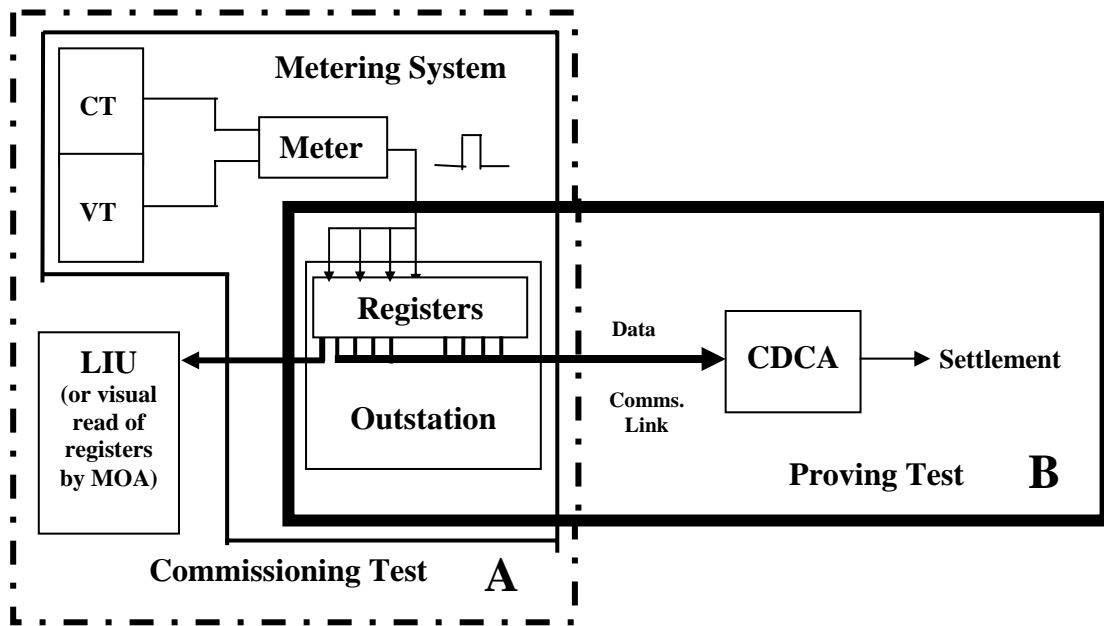 Metering System
CT
Meter
VT
Registers
Data
CDCA
Settlement
LIU
(or visual
read of
registers
by MOA)
Outstation
Comms.
Link
Proving Test B
Commissioning Test A